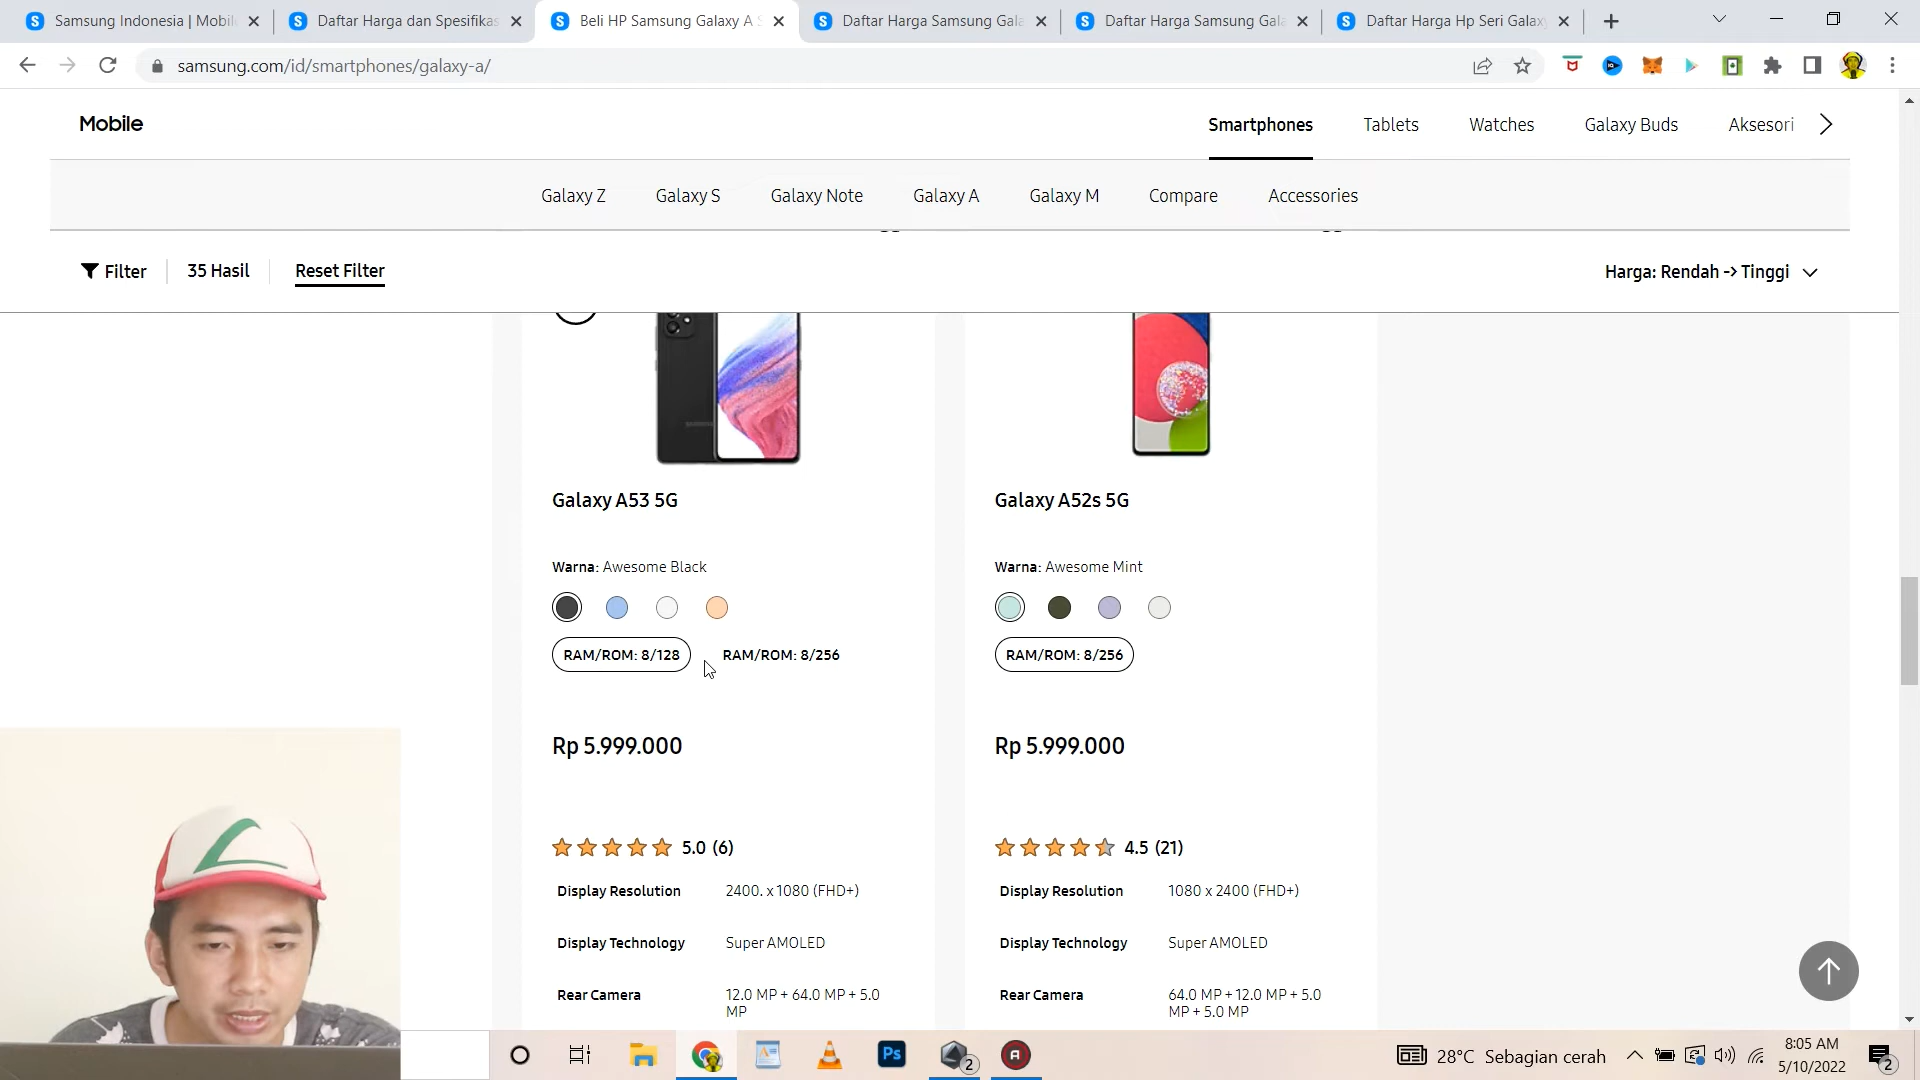 Samsung Indonesia | Mobile
Daftar Harga dan Spesifikas
Beli HP Samsung Galaxy A S
Daftar Harga Samsung Gala
Daftar Harga Samsung Gala
Daftar Harga Hp Seri Galaxy
samsung.com/id/smartphones/galaxy-a/
Mobile
Smartphones
Tablets
Watches
Galaxy Buds
Aksesori
Galaxy Z
Galaxy S
Galaxy Note
Galaxy A
Galaxy M
Compare
Accessories
Filter
35 Hasil
Reset Filter
Harga: Rendah -> Tinggi
Galaxy A53 5G
Warna: Awesome Black
RAM/ROM: 8/128
RAM/ROM: 8/256
Rp 5.999.000
5.0 (6)
Display Resolution
2400. x 1080 (FHD+)
Display Technology
Super AMOLED
Rear Camera
12.0 MP + 64.0 MP + 5.0
MP
Galaxy A52s 5G
Warna: Awesome Mint
RAM/ROM: 8/256
Rp 5.999.000
4.5 (21)
Display Resolution
1080 x 2400 (FHD+)
Display Technology
Super AMOLED
Rear Camera
64.0 MP + 12.0 MP + 5.0
MP + 5.0 MP
Ps
2
A
28°C Sebagian cerah
8:05 AM
5/10/2022
2